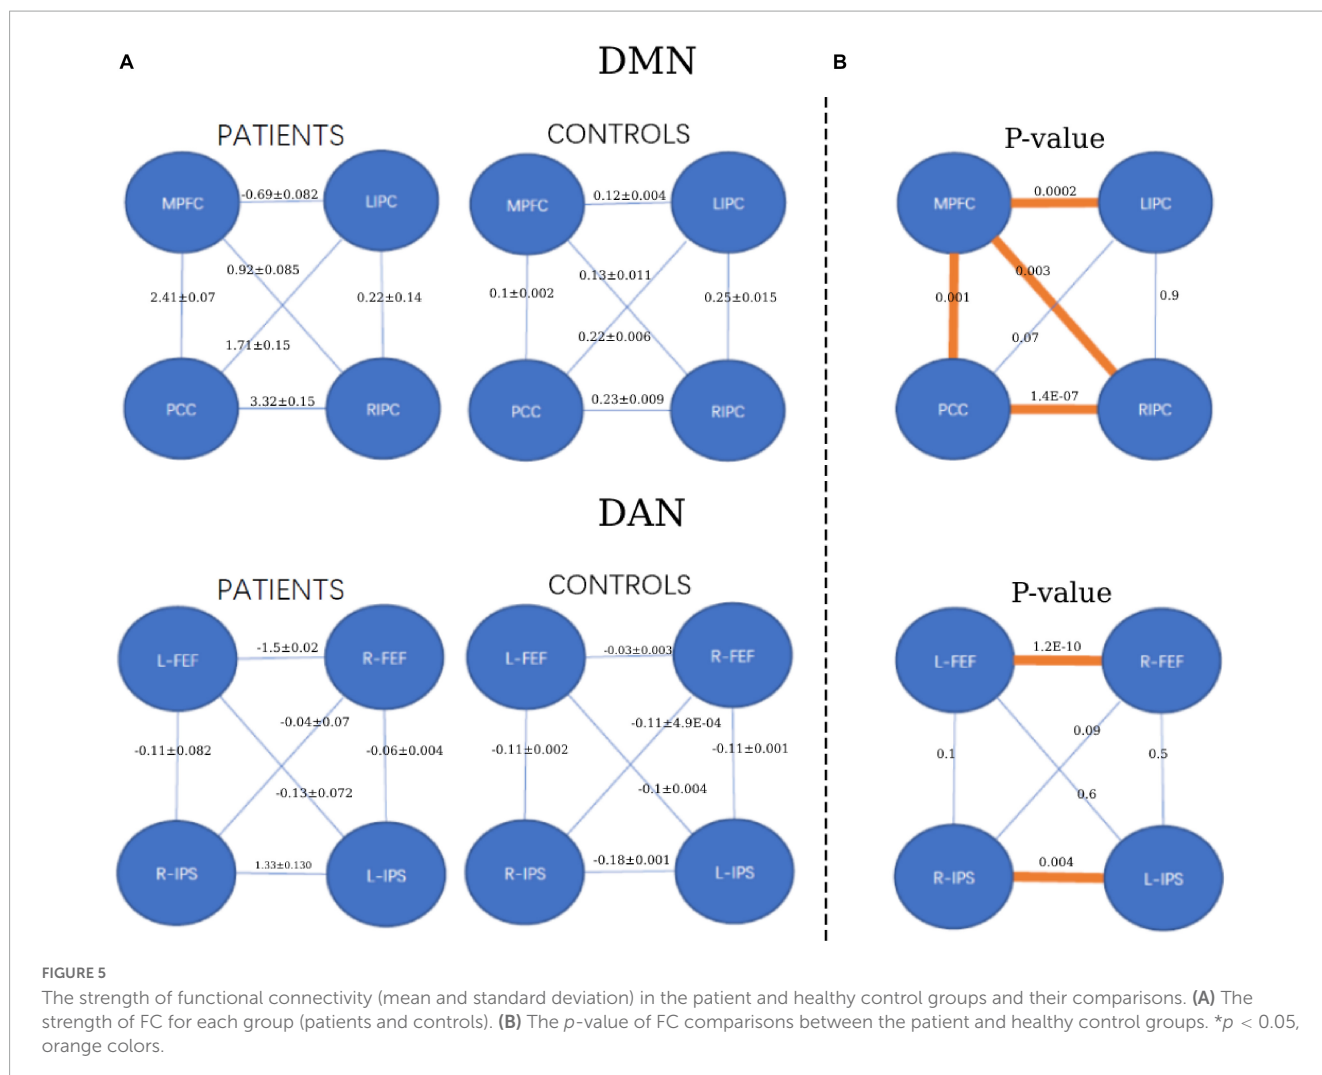 A
DMN
B
PATIENTS
CONTROLS
P-value
MPFC
-0.69±0.082
LIPC
MPFC
0.12±0.004
LIPC
MPFC
0.0002
LIPC
0.92±0.085
2.41±0.07
0.22±0.14
1.71±0.15
0.13±0.011
0.1±0.002
0.25±0.015
0.22±0.006
0.003
0.001
0.9
0.07
PCC
3.32±0.15
RIPC
PCC
0.23±0.009
RIPC
PCC
1.4E-07
RIPC
DAN
PATIENTS
CONTROLS
P-value
L-FEF
-1.5±0.02
R-FEF
L-FEF
-0.03±0.003
R-FEF
L-FEF
1.2E-10
R-FEF
-0.04±0.07
-0.11±0.082
-0.06±0.004
-0.13±0.072
-0.11±4.9E-04
-0.11±0.002
-0.11±0.001
-0.1±0.004
0.09
0.1
0.5
0.6
R-IPS
1.33±0.130
L-IPS
R-IPS
-0.18±0.001
L-IPS
R-IPS
0.004
L-IPS
FIGURE 5
The strength of functional connectivity (mean and standard deviation) in the patient and healthy control groups and their comparisons. (A) The
strength of FC for each group (patients and controls). (B) The p-value of FC comparisons between the patient and healthy control groups. *p < 0.05,
orange colors.